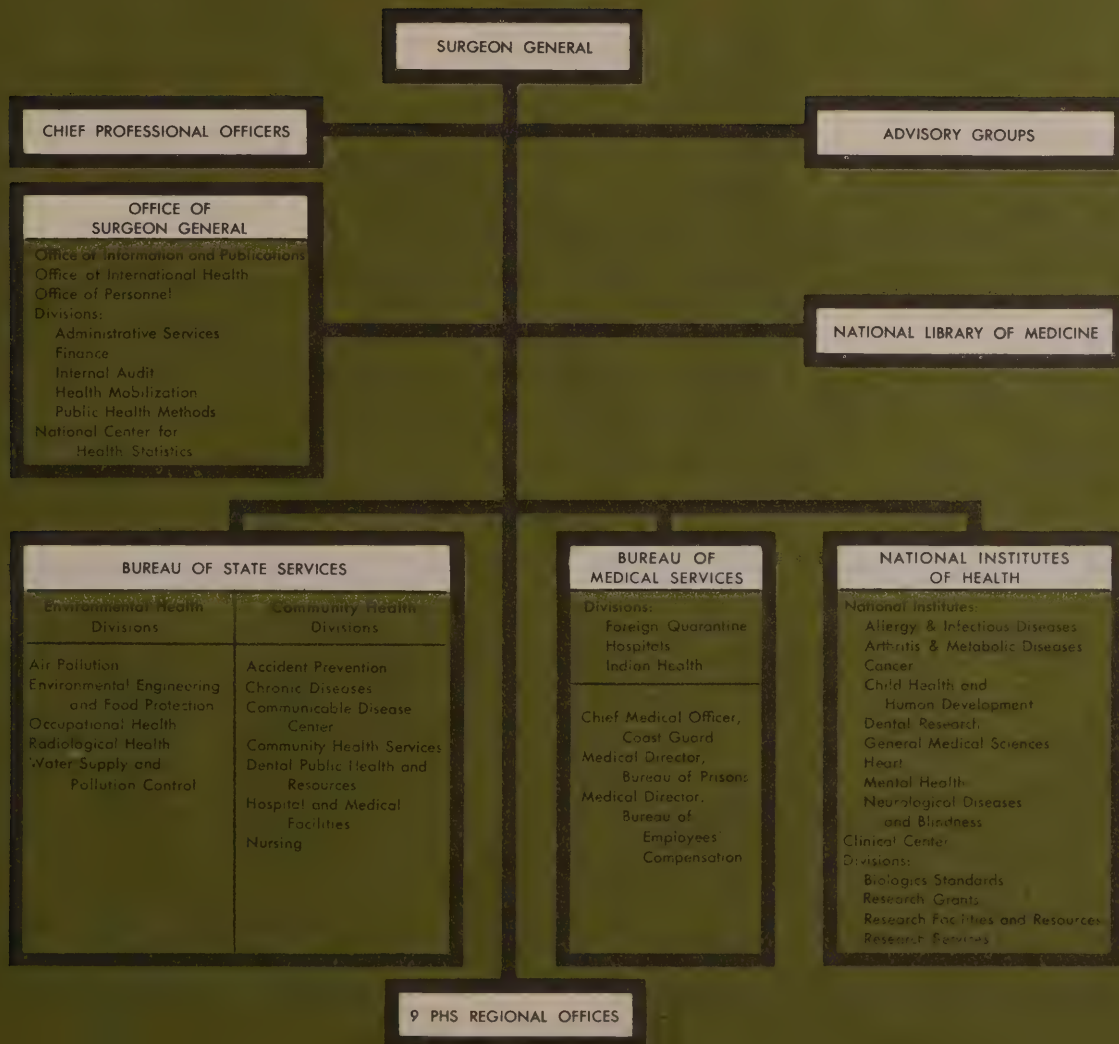 SURGEON GENERAL
CHIEF PROFESSIONAL OFFICERS
ADVISORY GROUPS
OFFICE OF
SURGEON GENERAL
Office of Information and Publications
Office of International Health
Office of Personnel
Divisions:
Administrative Services
Finance
Internal Audit
Health Mobilization
Public Health Methods
National Center for
Health Statistics
NATIONAL LIBRARY OF MEDICINE
BUREAU OF STATE SERVICES
Environmental Health
Divisions
Air Pollution
Environmental Engineering
and Food Protection
Occupational Health
Radiological Health
Water Supply and
Pollution Control
Community Health
Divisions
Accident Prevention
Chronic Diseases
Communicable Disease
Center
Community Health Services
Dental Public Health and
Resources
Hospital and Medical
Facilities
Nursing
BUREAU OF
MEDICAL SERVICES
Divisions:
Foreign Quarantine
Hospitals
Indian Health
Chief Medical Officer,
Coast Guard
Medical Director,
Bureau of Prisons
Medical Director,
Bureau of
Employees
Compensation
NATIONAL INSTITUTES
OF HEALTH
National Institutes:
Allergy & Infectious Diseases
Arthritis & Metabolic Diseases
Cancer
Child Health and
Human Development
Dental Research
General Medical Sciences
Heart
Mental Health
Neurological Diseases
and Blindness
Clinical Center
Divisions:
Biologics Standards
Research Grants
Research Facilities and Resources
Research Services
9 PHS REGIONAL OFFICES